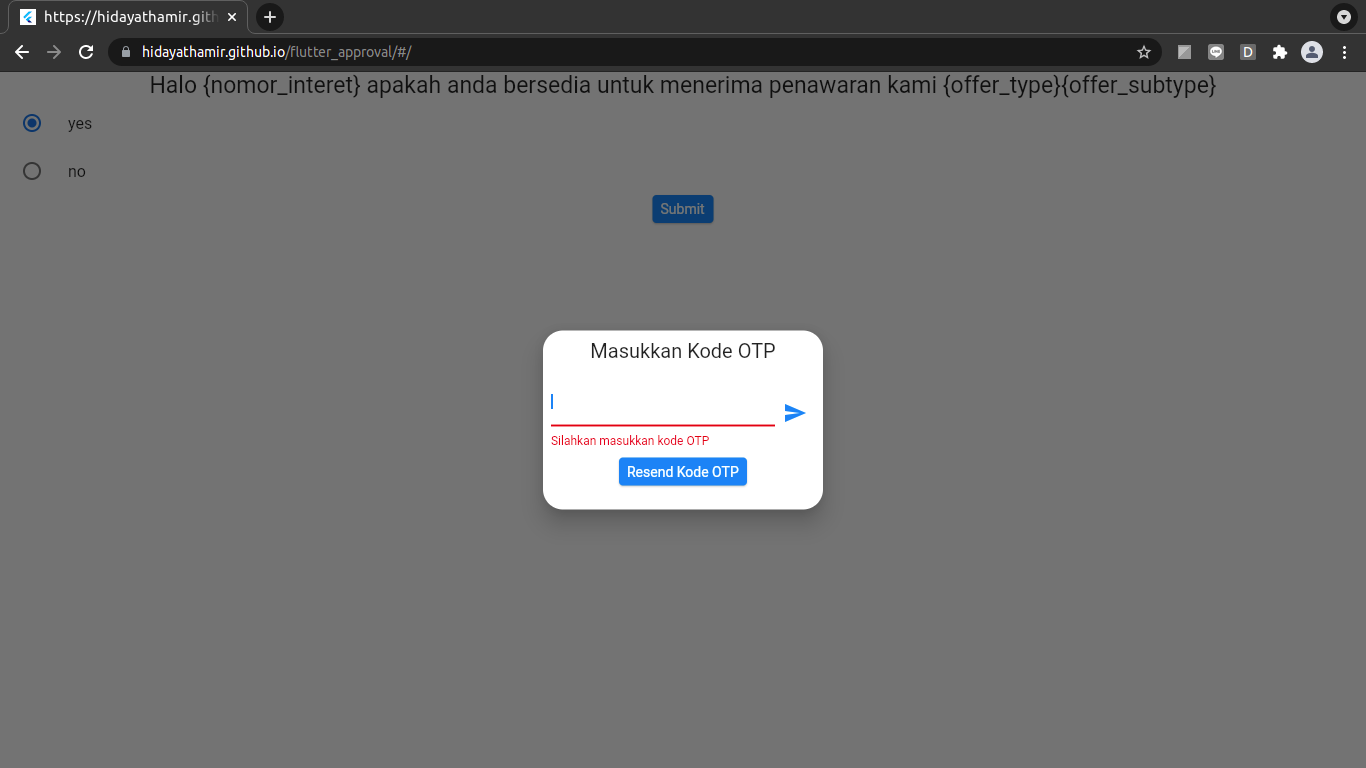 https://hidayathamir.gith
hidayathamir.github.io/flutter_approval/#/
D
Halo {nomor_interet} apakah anda bersedia untuk menerima penawaran kami {offer_type}{offer_subtype}
yes
no
Submit
Masukkan Kode OTP
Silahkan masukkan kode OTP
Resend Kode OTP